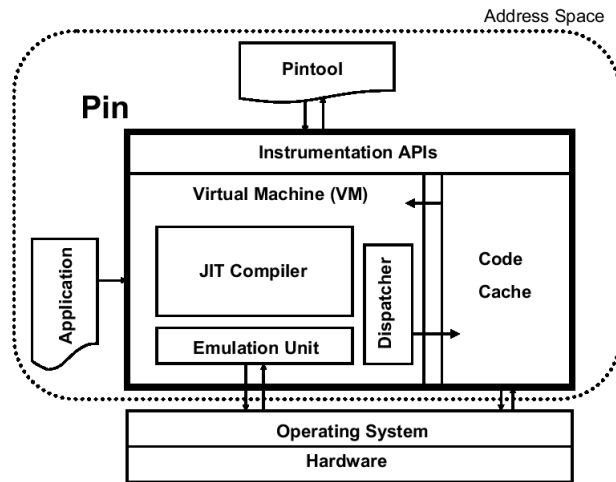 Address Space
Pintool
Pin
Instrumentation APIs
Virtual Machine (VM)
JIT Compiler
Emulation Unit
Dispatcher
Code
Cache
Application
Operating System
Hardware